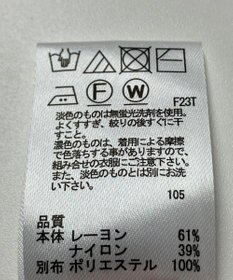 F W
F23T
淡色のものは無蛍光洗剤を使用。
よくすすぎ、絞りの後すぐに干
すこと。
濃色のものは、着用による摩擦
で色落ちする事がありますので
組み合せの衣服にご注意下さい。
また、淡色のものとは別にお洗
い下さい。
105
品質
本体 レーヨン 61%
ナイロン 39%
別布 ポリエステル 100%